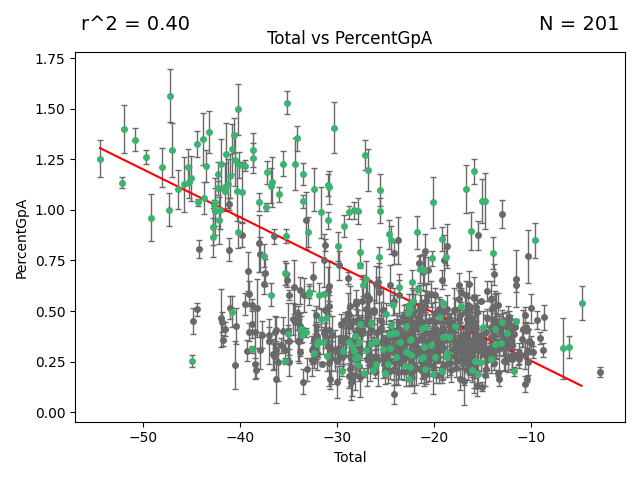 r^2 = 0.40
N = 201
Total vs PercentGpA
1.75
1.50
1.25
1.00
0.75
0.50
0.25
0.00
PercentGpA
−50
−40
−30
−20
−10
Total